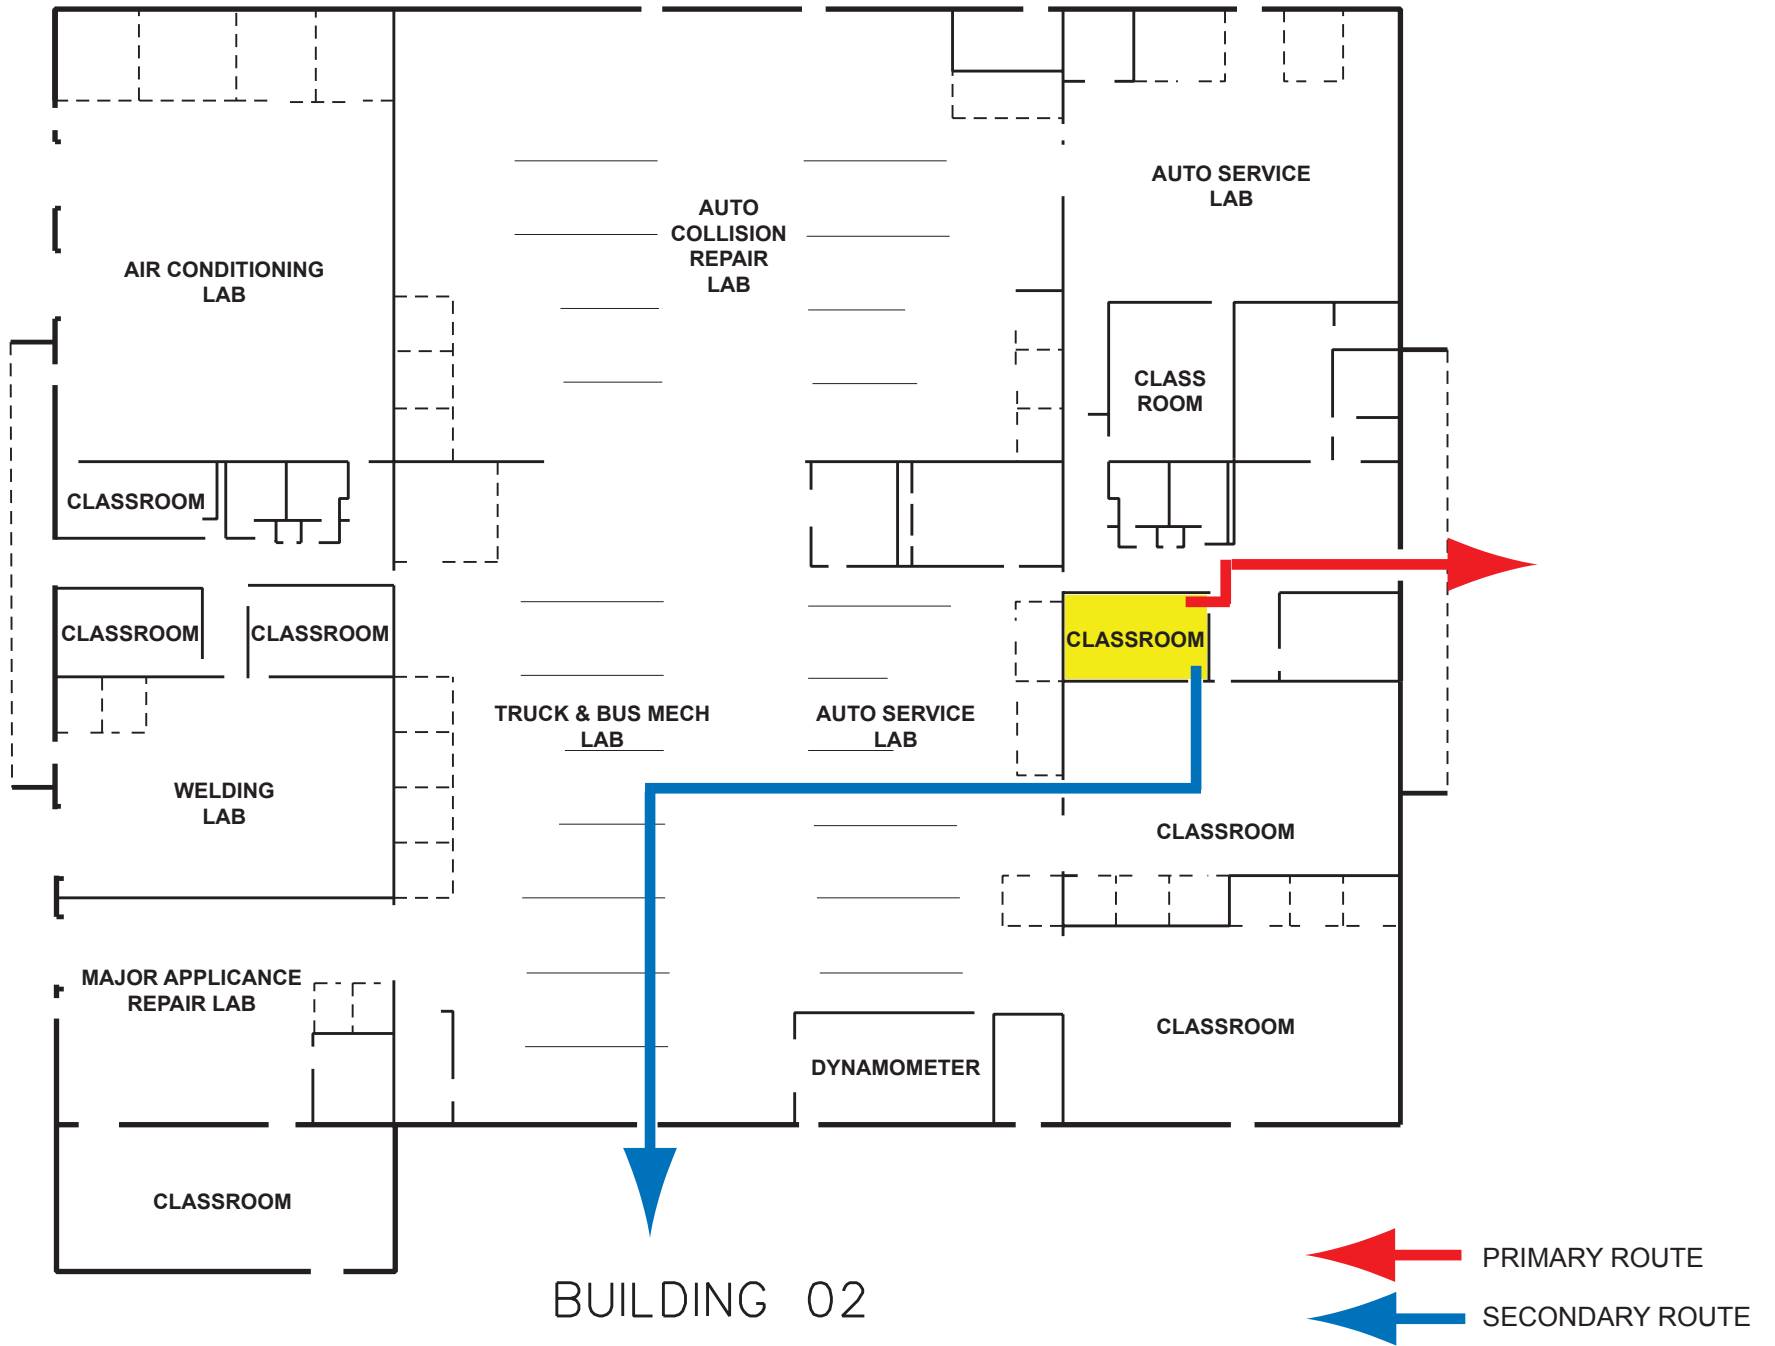 AUTO SERVICE
LAB
AUTO
COLLISION
REPAIR
LAB
AIR CONDITIONING
LAB
CLASS
ROOM
CLASSROOM
CLASSROOM
CLASSROOM
CLASSROOM
TRUCK & BUS MECH
LAB
AUTO SERVICE
LAB
WELDING
LAB
CLASSROOM
MAJOR APPLICANCE
REPAIR LAB
CLASSROOM
DYNAMOMETER
CLASSROOM
BUILDING 02
PRIMARY ROUTE
SECONDARY ROUTE